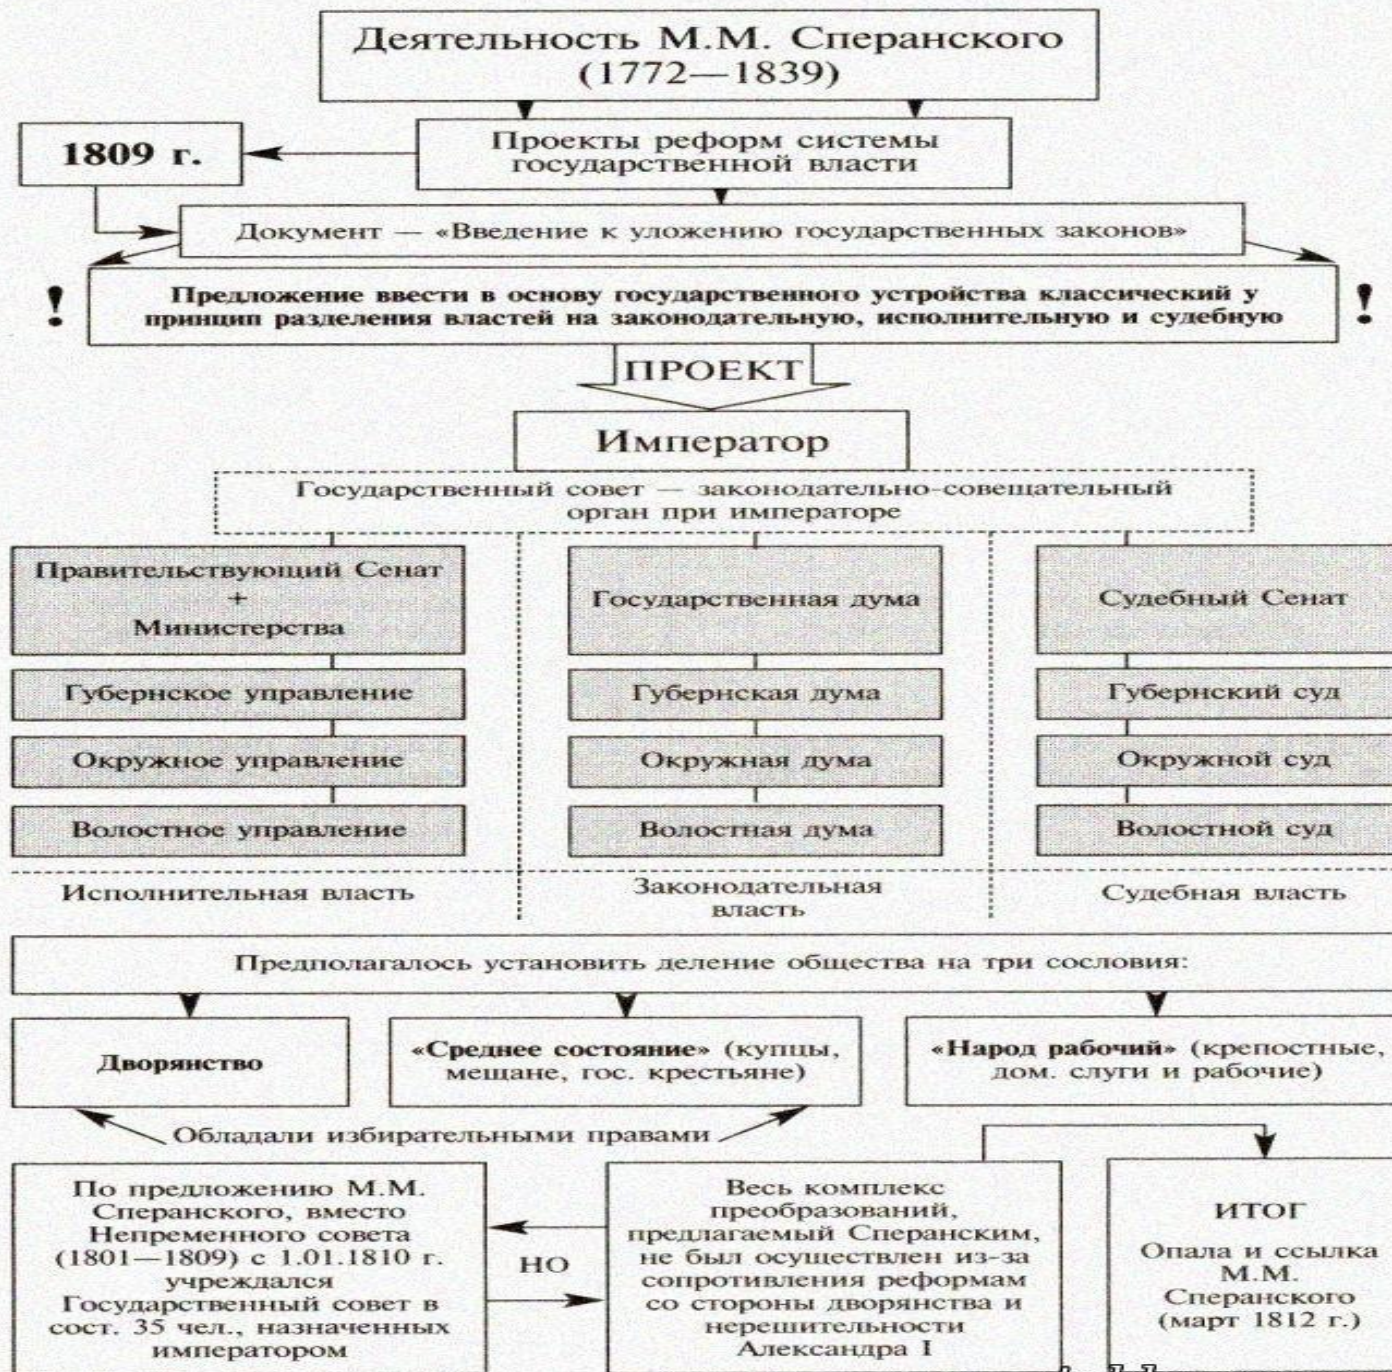 Деятельность М.М. Сперанского
(1772—1839)
1809 г.
Проекты реформ системы
государственной власти
Документ — «Введение к уложению государственных законов»
!
Предложение ввести в основу государственного устройства классический у
принцип разделения властей на законодательную, исполнительную и судебную
!
ПРОЕКТ
Император
Государственный совет — законодательно-совещательный
орган при императоре
Правительствующий Сенат
+
Министерства
Государственная дума
Судебный Сенат
Губернское управление
Губернская дума
Губернский суд
Окружное управление
Окружная дума
Окружной суд
Волостное управление
Волостная дума
Волостной суд
Исполнительная власть
Законодательная
власть
Судебная власть
Предполагалось установить деление общества на три сословия:
Дворянство
«Среднее состояние» (купцы,
мещане, гос. крестьяне)
«Народ рабочий» (крепостные,
дом. слуги и рабочие)
Обладали избирательными правами
По предложению М.М.
Сперанского, вместо
Непременного совета
(1801—1809) с 1.01.1810 г.
учреждался
Государственный совет в
сост. 35 чел., назначенных
императором
НО
Весь комплекс
преобразований,
предлагаемый Сперанским,
не был осуществлен из-за
сопротивления реформам
со стороны дворянства и
нерешительности
Александра I
ИТОГ
Опала и ссылка
М.М.
Сперанского
(март 1812 г.)